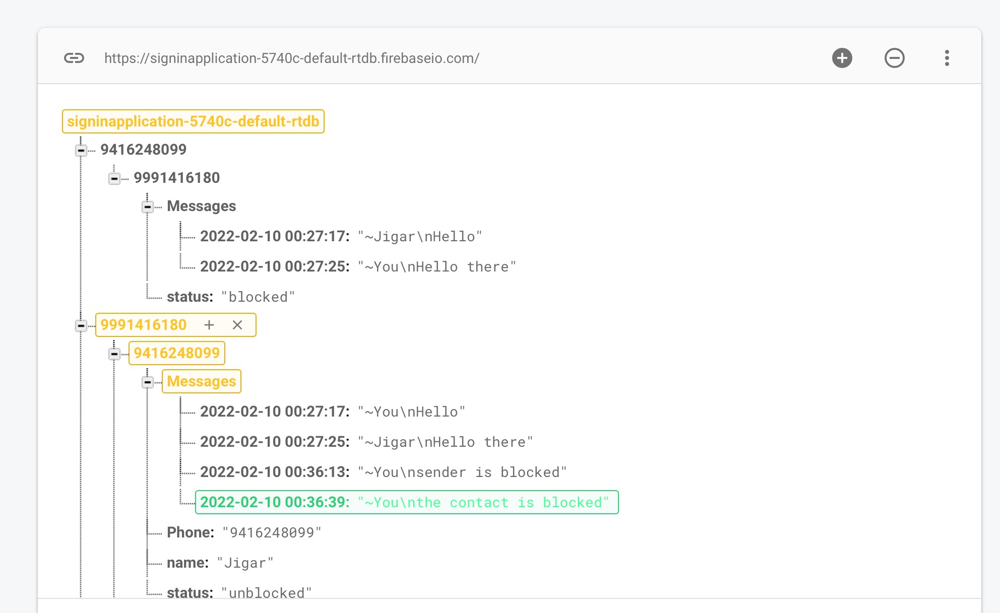 https://signinapplication-5740c-default-rtdb.firebaseio.com/
signinapplication-5740c-default-rtdb
9416248099
9991416180
Messages
2022-02-10 00:27:17: "~Jigar\nHello"
2022-02-10 00:27:25: "~You\nHello there"
status: "blocked"
9991416180
9416248099
Messages
2022-02-10 00:27:17: "~You\nHello"
2022-02-10 00:27:25: "~Jigar\nHello there"
2022-02-10 00:36:13: "~You\nsender is blocked"
2022-02-10 00:36:39: "~You\nthe contact is blocked"
Phone: "9416248099"
name: "Jigar"
status: "unblocked"